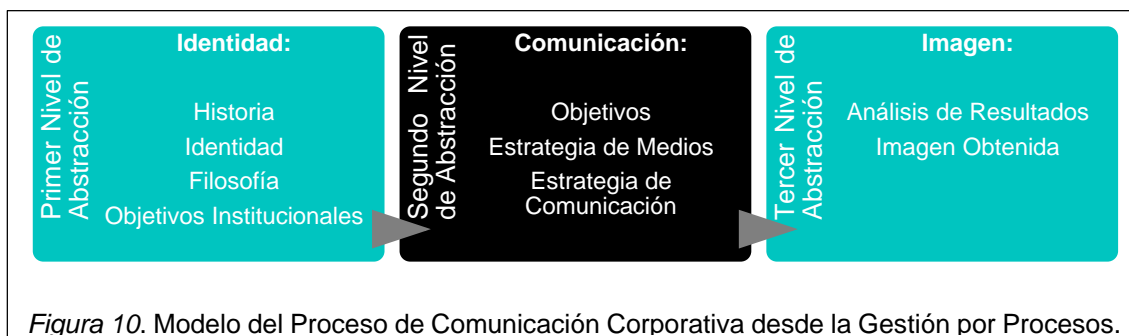 Primer Nivel de
Abstracción
Identidad:
Historia
Identidad
Filosofía
Objetivos Institucionales
Segundo Nivel
de Abstracción
Comunicación:
Objetivos
Estrategia de Medios
Estrategia de
Comunicación
Tercer Nivel de
Abstracción
Imagen:
Análisis de Resultados
Imagen Obtenida
Figura 10. Modelo del Proceso de Comunicación Corporativa desde la Gestión por Procesos.